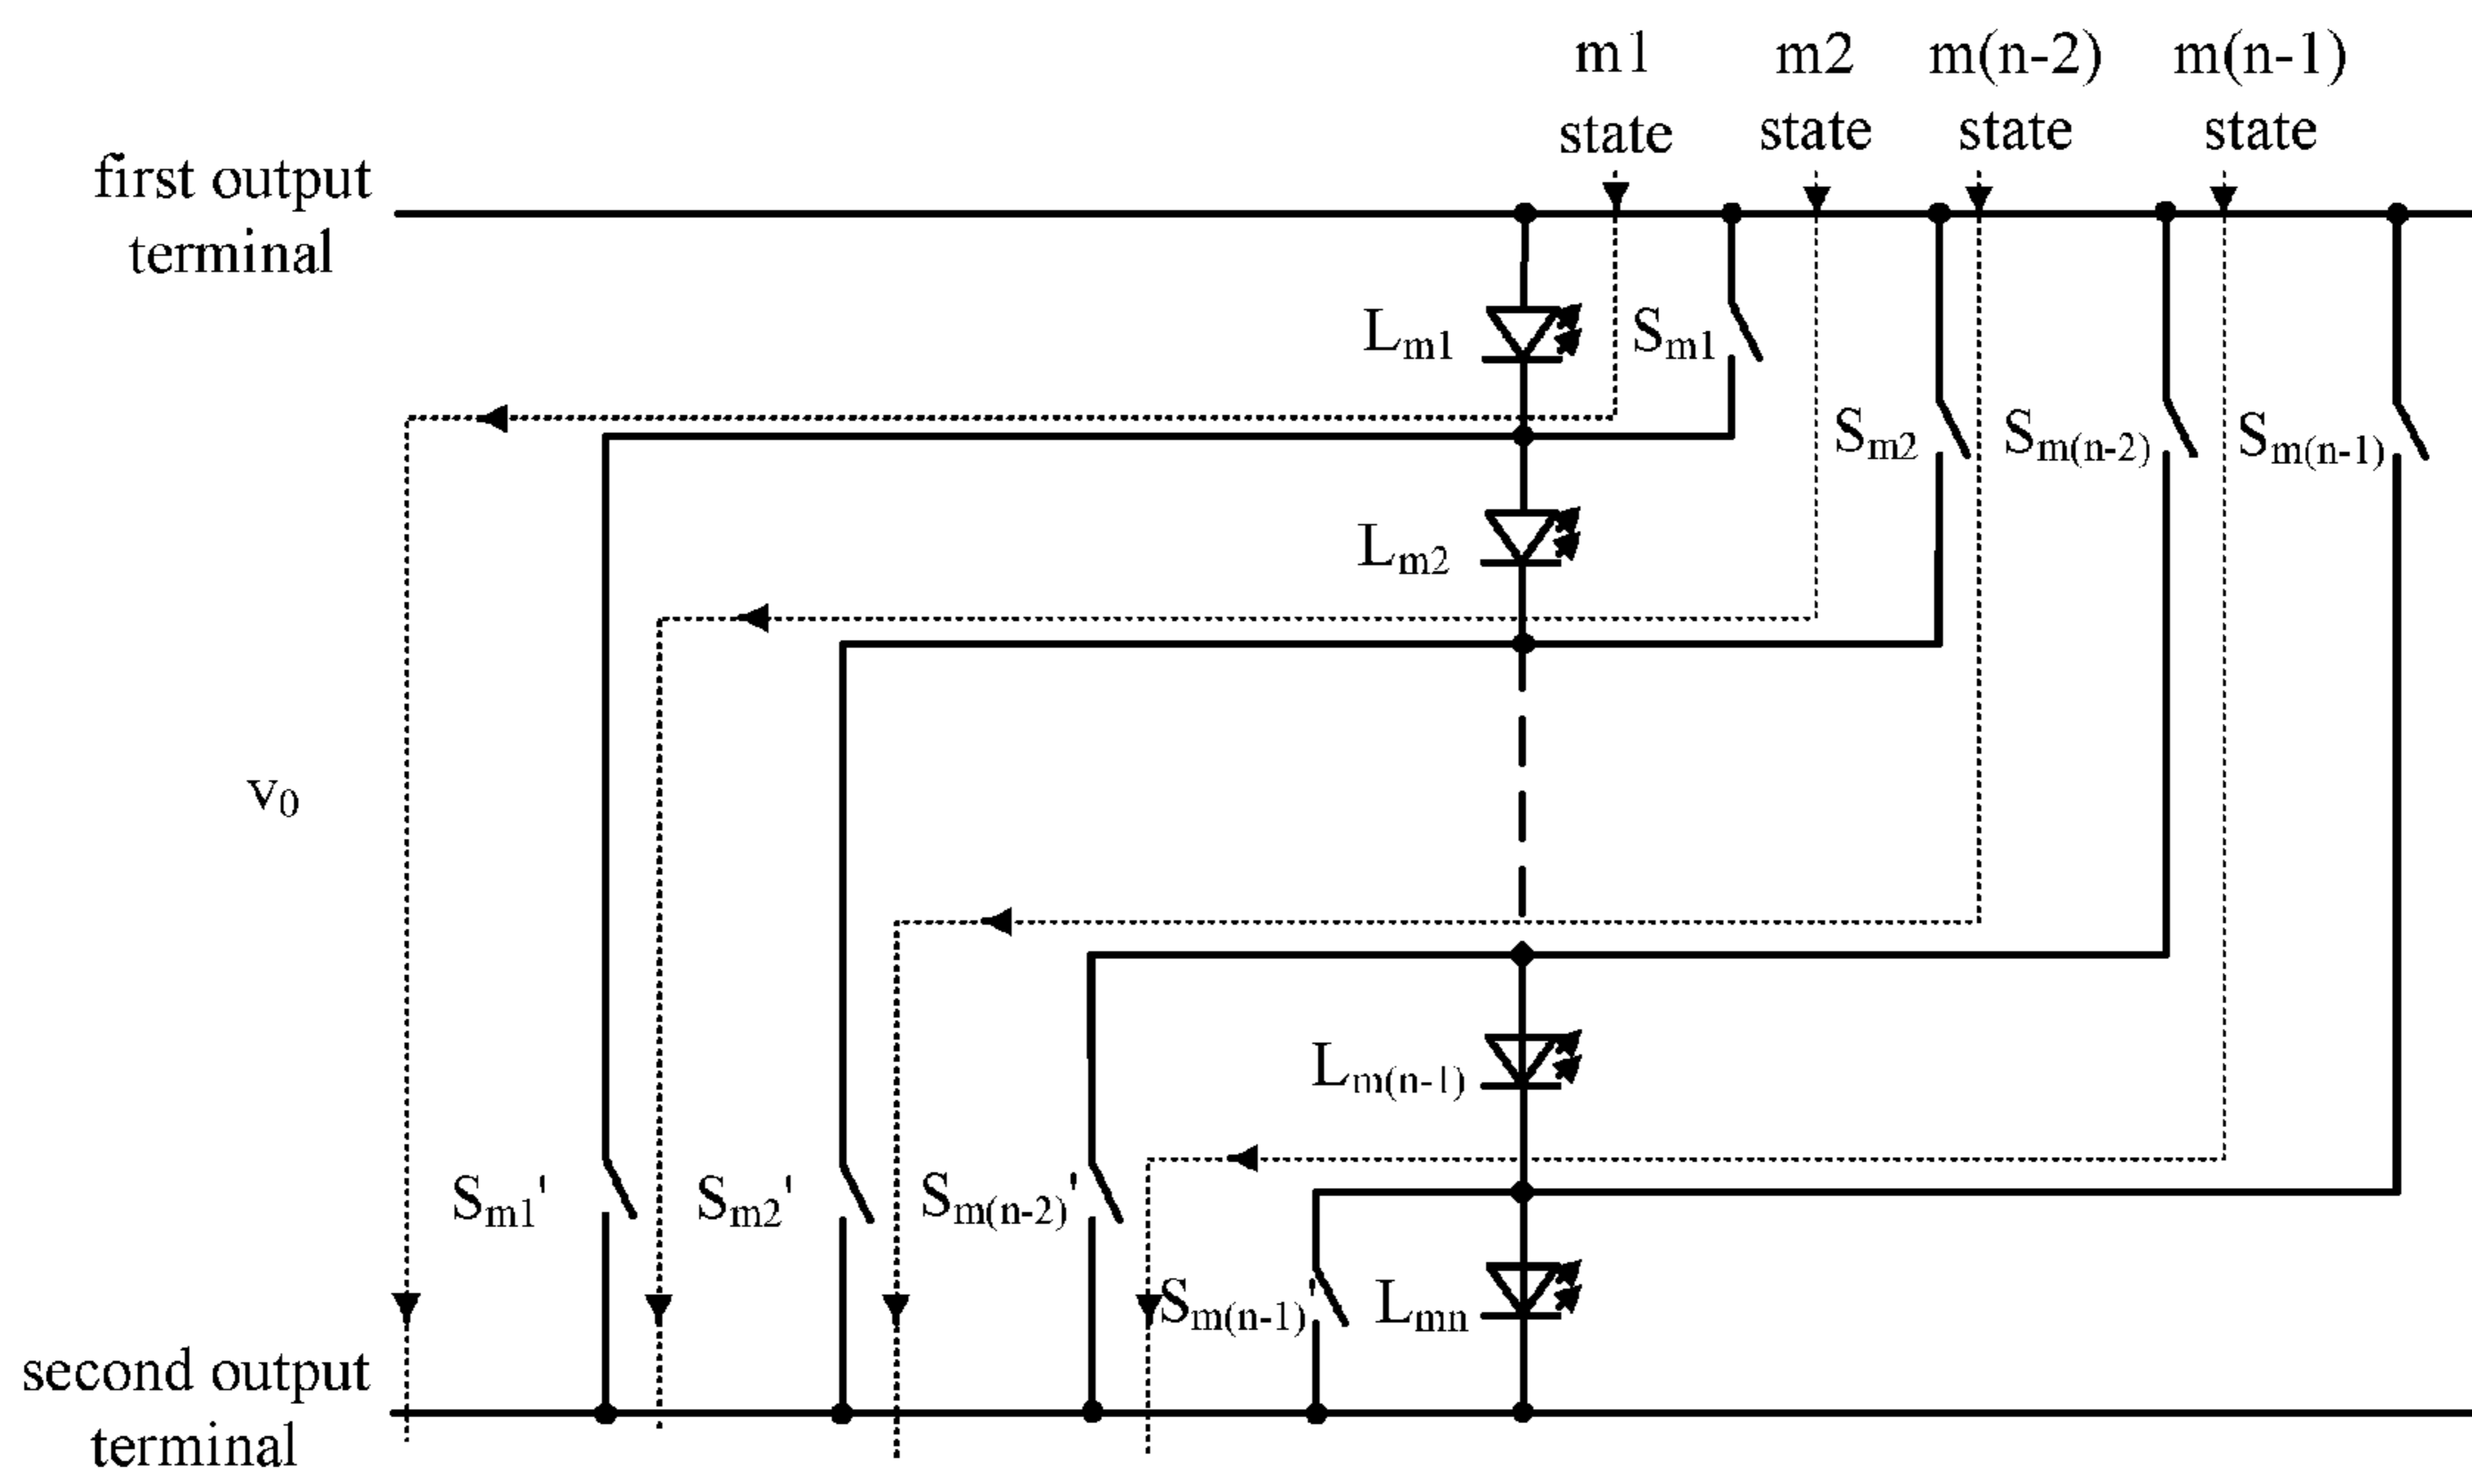 m1 state
m2 state
m(n-2) state
m(n-1) state
first output
terminal
Lm1
Sm1
Sm2
Sm(n-2)
Sm(n-1)
Lm2
v0
Lm(n-1)
Sm1'
Sm2'
Sm(n-2)'
Sm(n-1)'
Lmn
second output
terminal